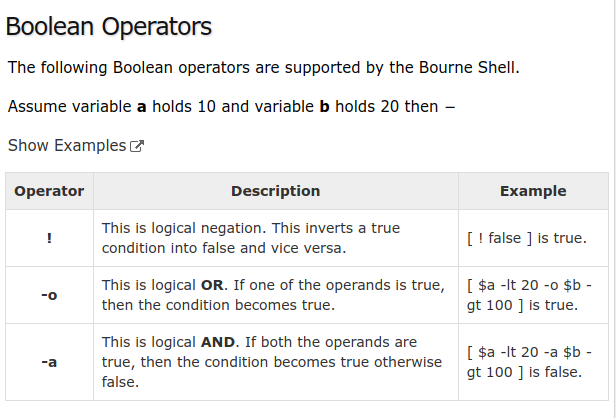 Boolean Operators
The following Boolean operators are supported by the Bourne Shell.
Assume variable a holds 10 and variable b holds 20 then −
Show Examples
Operator Description Example
! This is logical negation. This inverts a true
condition into false and vice versa.
[ ! false ] is true.
-o This is logical OR. If one of the operands is true,
then the condition becomes true.
[ $a -lt 20 -o $b -
gt 100 ] is true.
-a This is logical AND. If both the operands are
true, then the condition becomes true otherwise
false.
[ $a -lt 20 -a $b -
gt 100 ] is false.